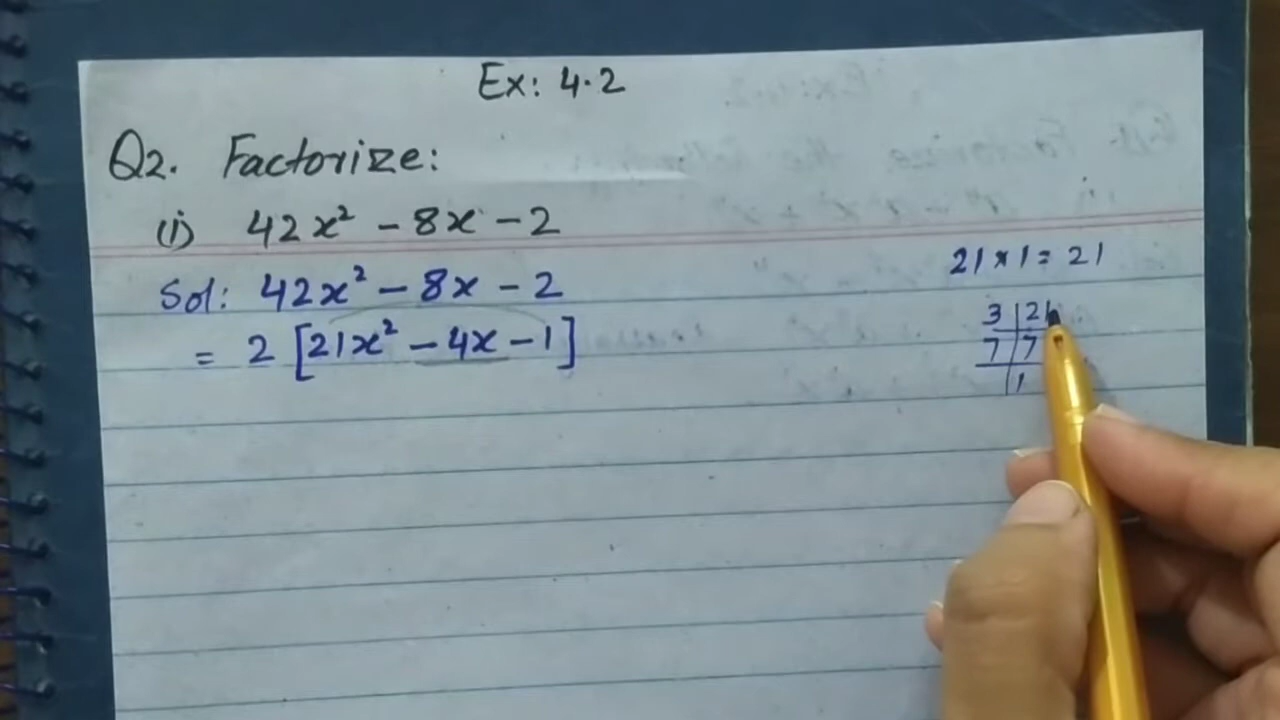 Ex: 4.2
Q2. Factorize:
(i) 42x² - 8x - 2
Sol: 42x² - 8x - 2
= 2 [21x² - 4x - 1]
21 × 1 = 21
3 | 21
7 | 7
1